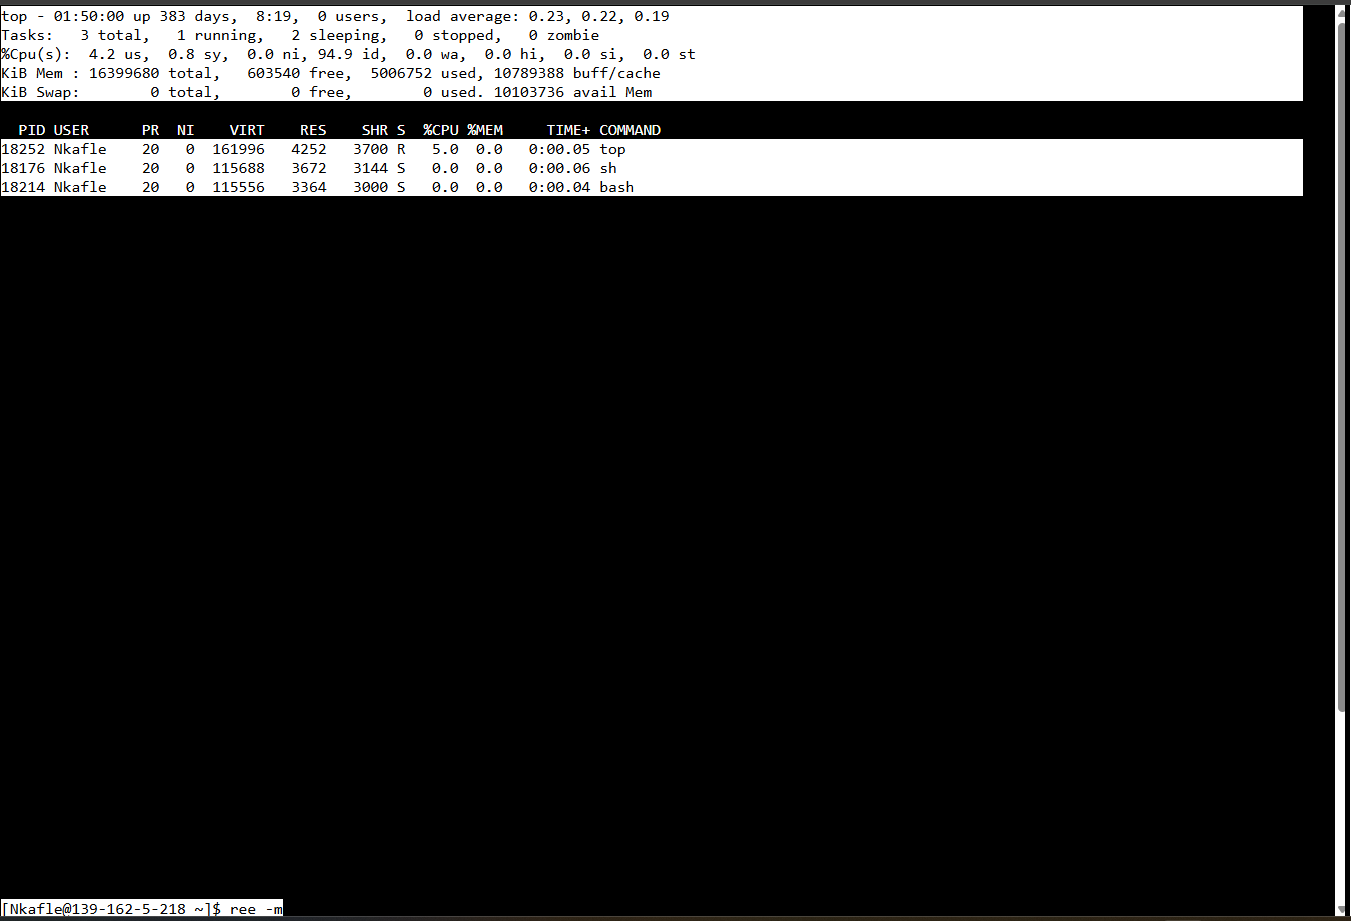 top - 01:50:00 up 383 days,  8:19,  0 users,  load average: 0.23, 0.22, 0.19
Tasks:   3 total,   1 running,   2 sleeping,   0 stopped,   0 zombie
%Cpu(s):  4.2 us,  0.8 sy,  0.0 ni, 94.9 id,  0.0 wa,  0.0 hi,  0.0 si,  0.0 st
KiB Mem : 16399680 total,   603540 free,  5006752 used, 10789388 buff/cache
KiB Swap:        0 total,        0 free,        0 used. 10103736 avail Mem
  PID USER      PR  NI    VIRT    RES    SHR S  %CPU %MEM     TIME+ COMMAND
18252 Nkafle    20   0  161996   4252   3700 R   5.0  0.0   0:00.05 top
18176 Nkafle    20   0  115688   3672   3144 S   0.0  0.0   0:00.06 sh
18214 Nkafle    20   0  115556   3364   3000 S   0.0  0.0   0:00.04 bash
[Nkafle@139-162-5-218 ~]$ ree -m